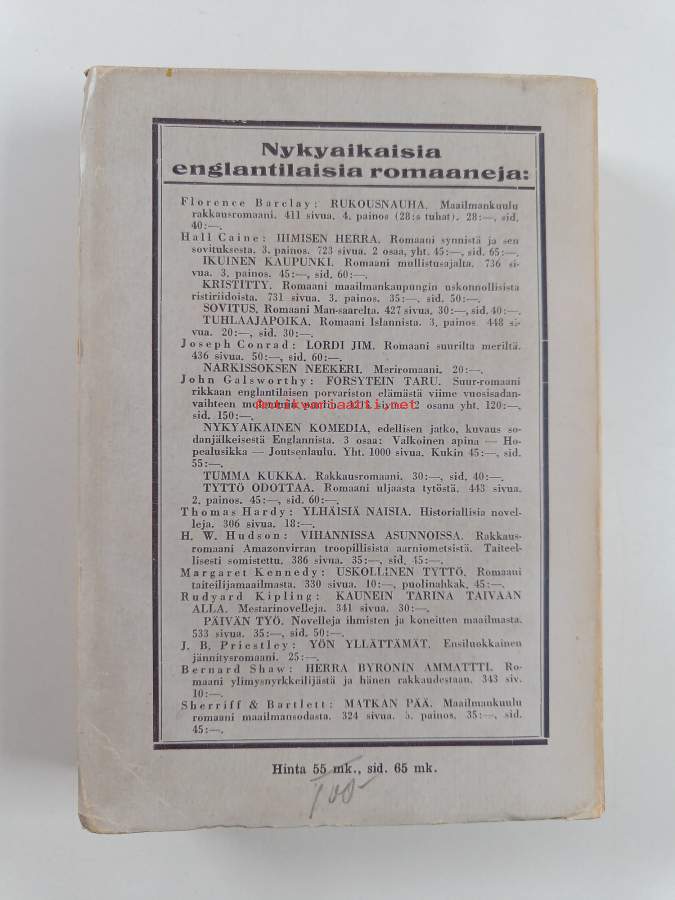 Nykyaikaisia
englantilaisia romaaneja:
Florence Barclay: RUKOUSNAUHA. Maailmankuulu
rakkausromaani. 411 sivua. 4. painos (28:s tuhat). 28:—, sid.
40:—.
Hall Caine: IHMISEN HERRA. Romaani synnistä ja sen
sovituksesta. 3. painos. 723 sivua. 2 osaa, yht. 45:—, sid. 65:—.
IKUINEN KAUPUNKI. Romaani mullistusajalta. 736 si-
vua. 3. painos. 45:—, sid. 60:—.
KRISTITTY. Romaani maailmankaupungin uskonnollisista
ristiriidoista. 731 sivua. 3. painos. 35:—, sid. 50:—.
SOVITUS. Romaani Man-saarelta. 427 sivua. 30:—, sid. 40:—.
TUHLAAJAPOIKA. Romaani Islannista. 3. painos. 448 si-
vua. 20:—, sid. 30:—.
Joseph Conrad: LORDI JIM. Romaani suurilta meriltä.
436 sivua. 50:—, sid. 60:—.
NARKISSOKSEN NEEKERI. Meriromaani. 20:—.
John Galsworthy: FORSYTEIN TARU. Suur-romaani
rikkaan englantilaisen porvariston elämästä viime vuosisadan-
vaihteen sivua. 2 osana yht. 120:—,
sid. 150:—.
antikvariaatti.net
NYKYAIKAINEN KOMEDIA, edellisen jatko, kuvaus so-
danjälkeisestä Englannista. 3 osaa: Valkoinen apina — Ho-
pealusikka — Joutsenlaulu. Yht. 1000 sivua. Kukin 45:—, sid.
55:—.
TUMMA KUKKA. Rakkausromaani. 30:—, sid. 40:—.
TYTTÖ ODOTTAA. Romaani uljaasta tytöstä. 443 sivua.
2. painos. 45:—, sid. 60:—.
Thomas Hardy: YLHÄISIÄ NAISIA. Historiallisia novel-
leja. 306 sivua. 18:—.
H. W. Hudson: VIHANNISSA ASUNNOISSA. Rakkaus-
romaani Amazonvirran troopillisista aarniometsistä. Taiteel-
lisesti somistettu. 386 sivua. 35:—, sid. 45:—.
Margaret Kennedy: USKOLLINEN TYTTÖ. Romaani
taiteilijamaailmasta. 330 sivua. 10:—, puolinahkak. 45:—.
Rudyard Kipling: KAUNEIN TARINA TAIVAAN
ALLA. Mestarinovelleja. 341 sivua. 30:—.
PÄIVÄN TYÖ. Novelleja ihmisten ja koneitten maailmasta.
533 sivua. 35:—, sid. 50:—.
J. B. Priestley: YÖN YLLÄTTÄMÄT. Ensiluokkainen
jännitysromaani. 25:—.
Bernard Shaw: HERRA BYRONIN AMMATTI. Ro-
maani ylimysnyrkkeilijästä ja hänen rakkaudestaan. 343 siv.
10:—.
Sherriff & Bartlett: MATKAN PÄÄ. Maailmankuulu
romaani maailmansodasta. 324 sivua. 5. painos. 35:—, sid.
45:—.
Hinta 55 mk., sid. 65 mk.
100-